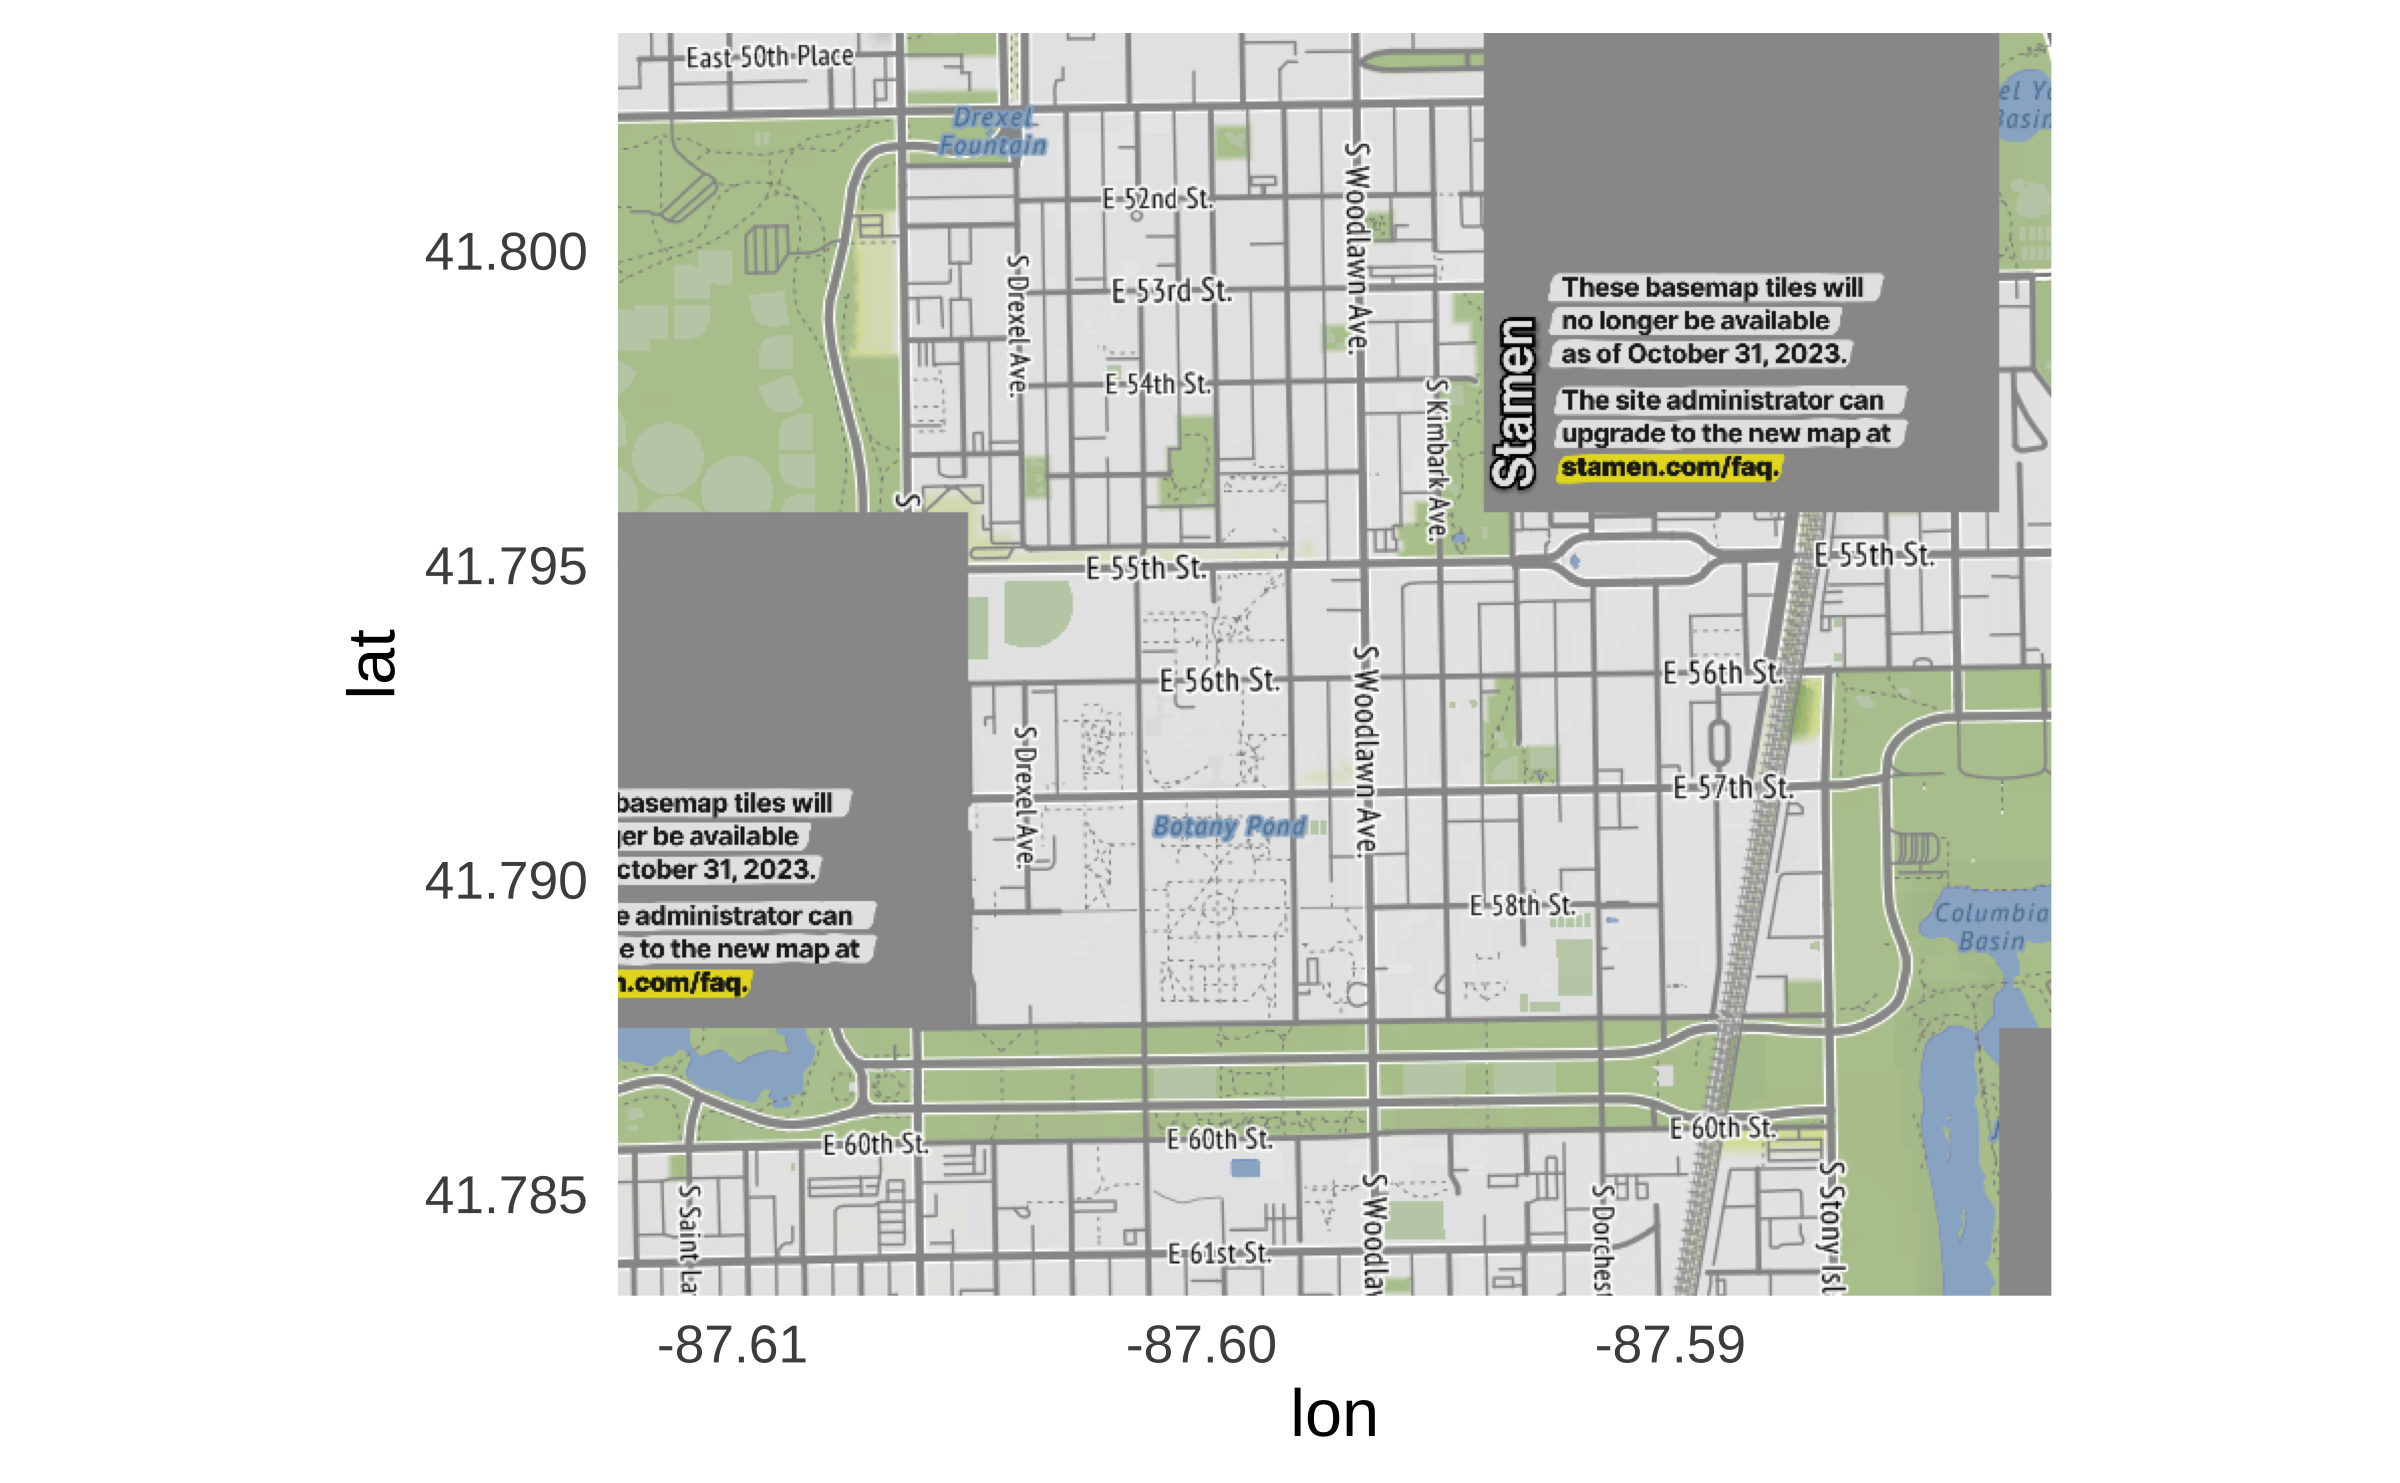 East 50th Place
Drexel
Fountain
el Y
Basin
E 52nd St.
S Woodlawn Ave.
41.800
E 53rd St.
S Drexel Ave.
These basemap tiles will
no longer be available
as of October 31, 2023.
The site administrator can
upgrade to the new map at
stamen.com/faq.
Stamen
E 54th St.
S Kimbark Ave.
S
41.795
E 55th St.
E 55th St.
lat
E 56th St.
E 56th St.
S Woodlawn Ave.
S Drexel Ave.
E 57th St.
basemap tiles will
ger be available
ctober 31, 2023.
e administrator can
e to the new map at
n.com/faq.
Botany Pond
41.790
E 58th St.
Columbia
Basin
E 60th St.
E 60th St.
E 60th St.
41.785
S Saint La
S Woodla
S Dorchest
S Stony Isl
E 61st St.
-87.61
-87.60
-87.59
lon